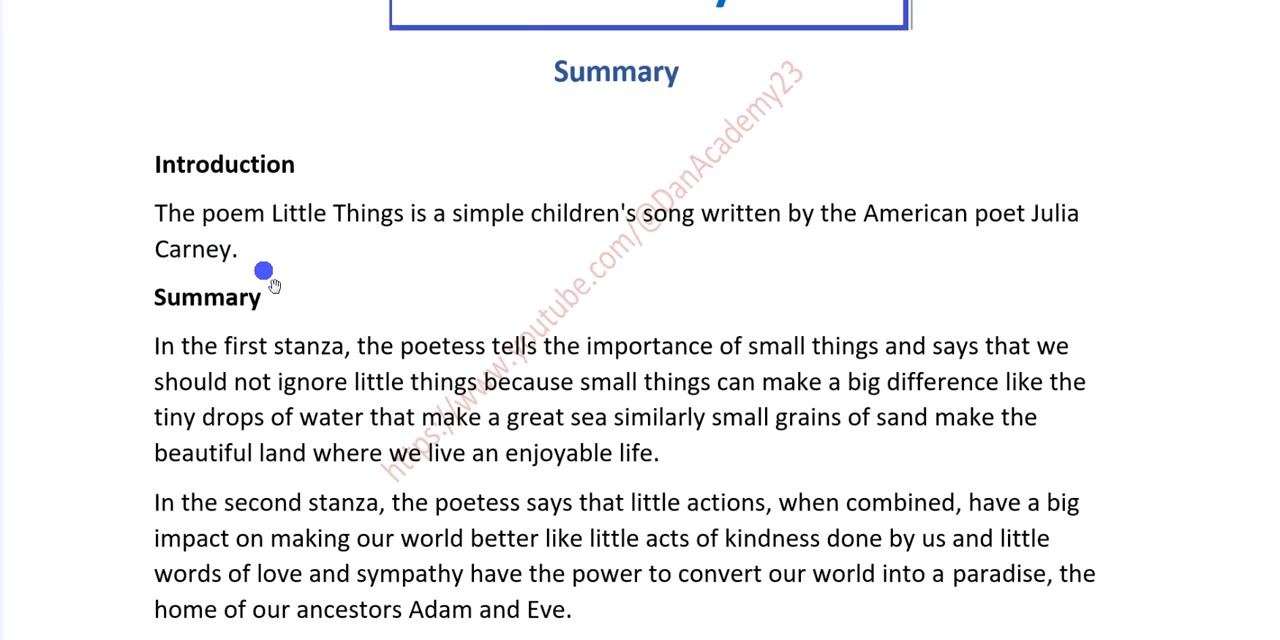 Summary
Introduction
The poem Little Things is a simple children's song written by the American poet Julia
Carney.
Summary
In the first stanza, the poetess tells the importance of small things and says that we
should not ignore little things because small things can make a big difference like the
tiny drops of water that make a great sea similarly small grains of sand make the
beautiful land where we live an enjoyable life.
In the second stanza, the poetess says that little actions, when combined, have a big
impact on making our world better like little acts of kindness done by us and little
words of love and sympathy have the power to convert our world into a paradise, the
home of our ancestors Adam and Eve.
https://www.youtube.com/@DanAcademy23